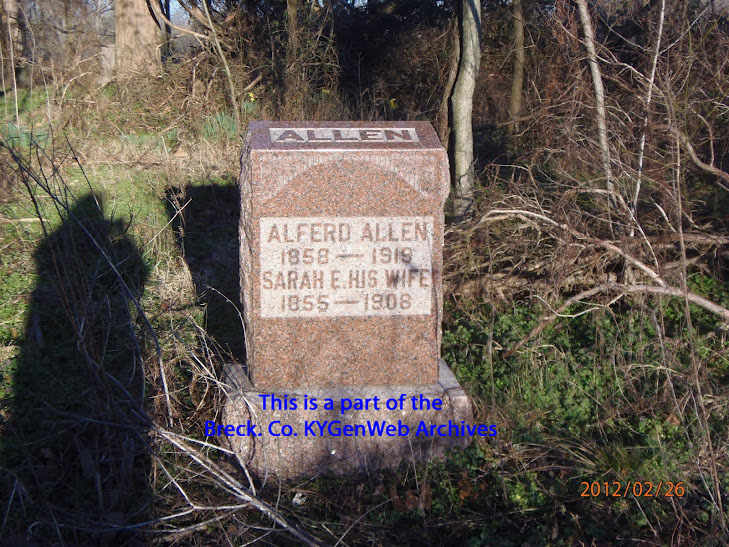 ALLEN
ALFERD ALLEN
1858 — 1919
SARAH E. HIS WIFE
1855 — 1908
This is a part of the
Breck. Co. KYGenWeb Archives
2012/02/26